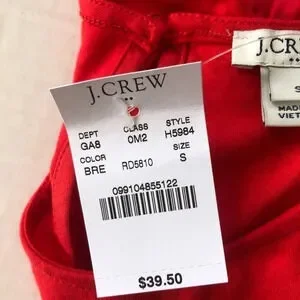 J.CREW
DEPT CLASS STYLE
GA8 0M2 H5984
COLOR SIZE
BRE RD5810 S
099104855122
$39.50
J.CREW
S
MADE
VIET